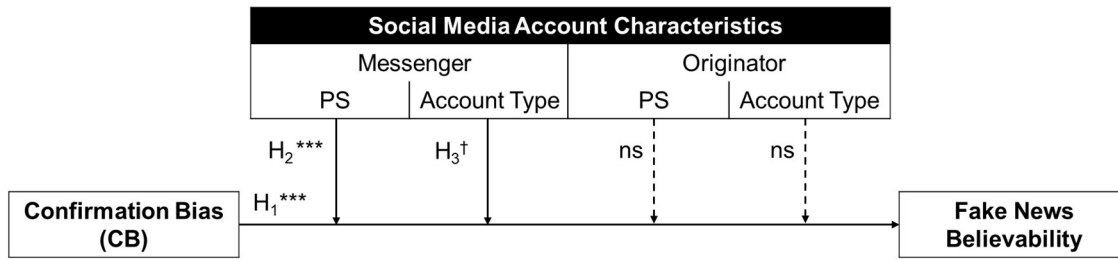 Social Media Account Characteristics
Messenger Originator
PS Account Type PS Account Type
H₂*** H₃† ns ns
H₁***
Confirmation Bias
(CB)
Fake News
Believability